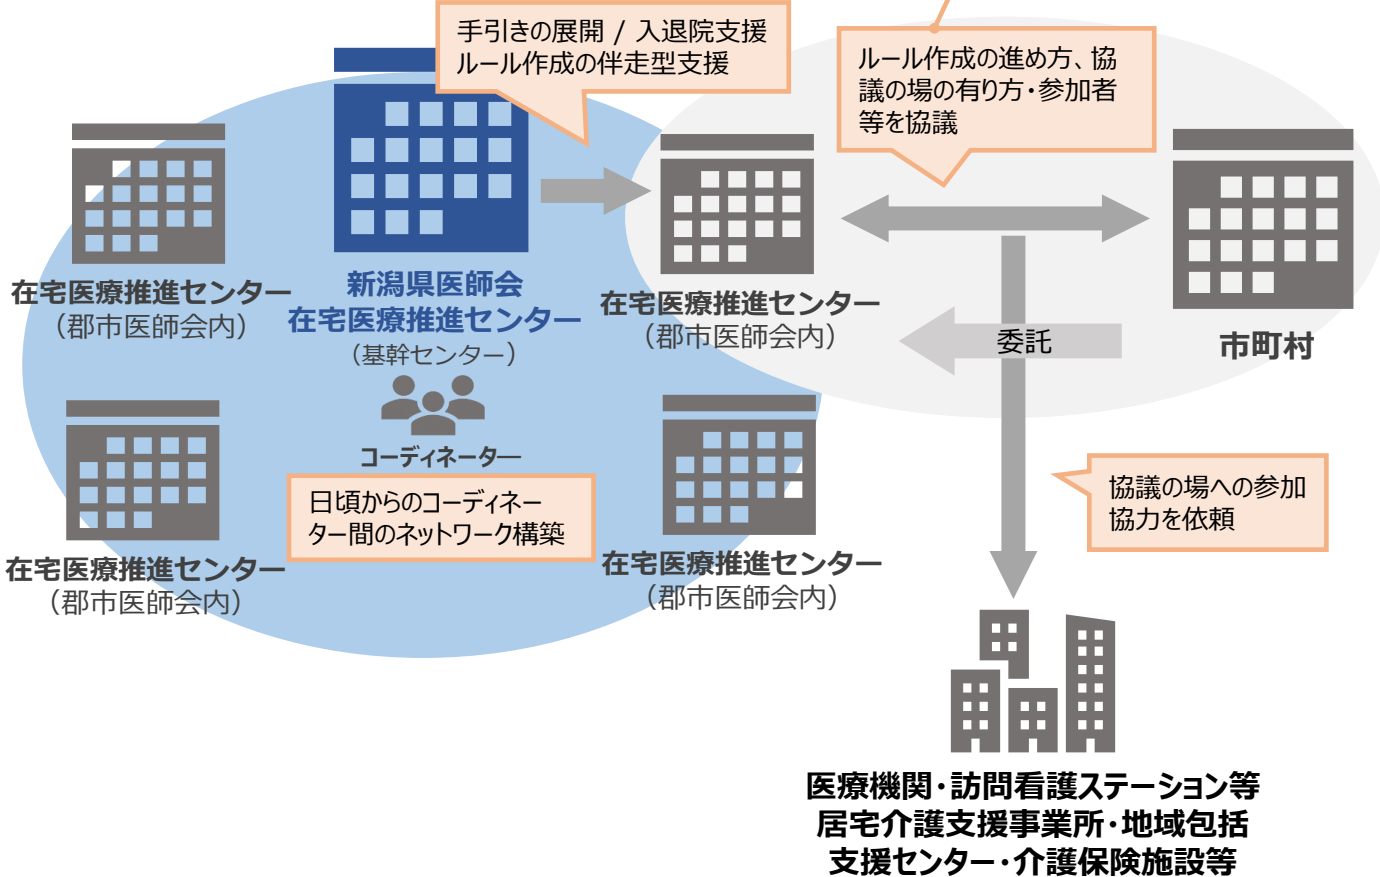 手引きの展開 / 入退院支援
ルール作成の伴走型支援
ルール作成の進め方、協
議の場の有り方・参加者
等を協議
在宅医療推進センター
（郡市医師会内）
新潟県医師会
在宅医療推進センター
（基幹センター）
在宅医療推進センター
（郡市医師会内）
委託
市町村
コーディネーター
日頃からのコーディネー
ター間のネットワーク構築
協議の場への参加
協力を依頼
在宅医療推進センター
（郡市医師会内）
在宅医療推進センター
（郡市医師会内）
医療機関・訪問看護ステーション等
居宅介護支援事業所・地域包括
支援センター・介護保険施設等